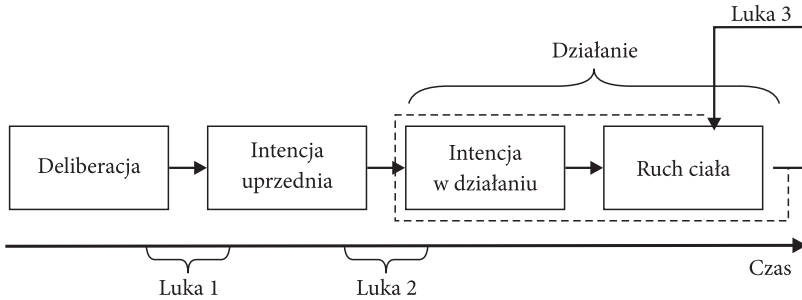 Luka 3
Działanie
Deliberacja
Intencja
uprzednia
Intencja
w działaniu
Ruch ciała
Czas
Luka 1
Luka 2